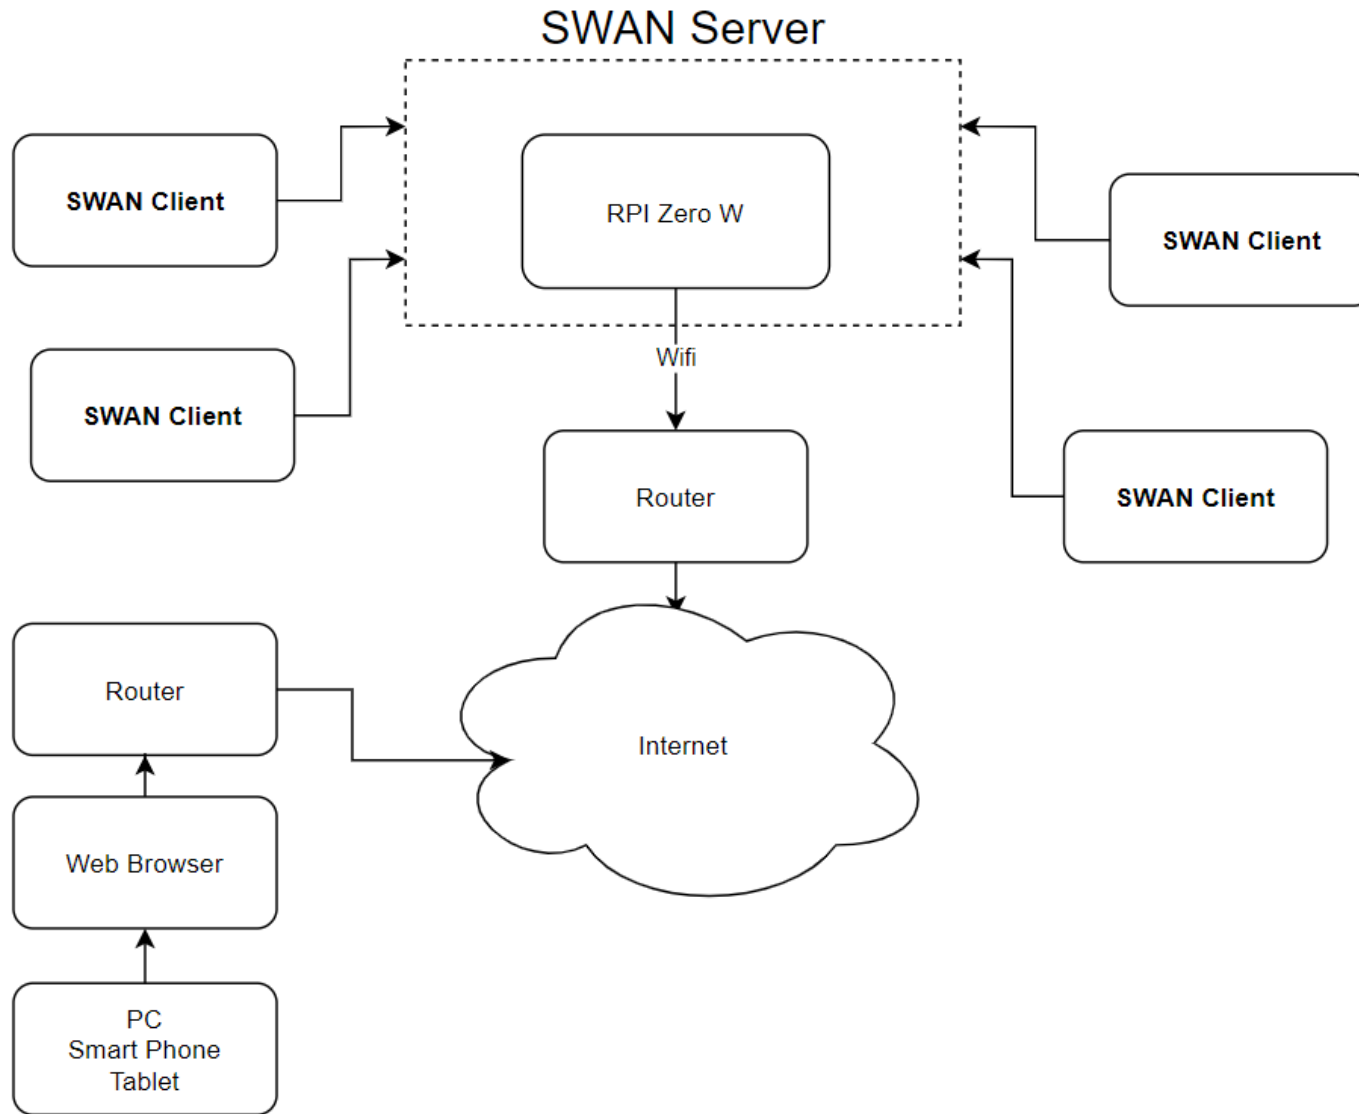 SWAN Server
SWAN Client
RPI Zero W
SWAN Client
Wifi
SWAN Client
Router
SWAN Client
Router
Internet
Web Browser
PC
Smart Phone
Tablet